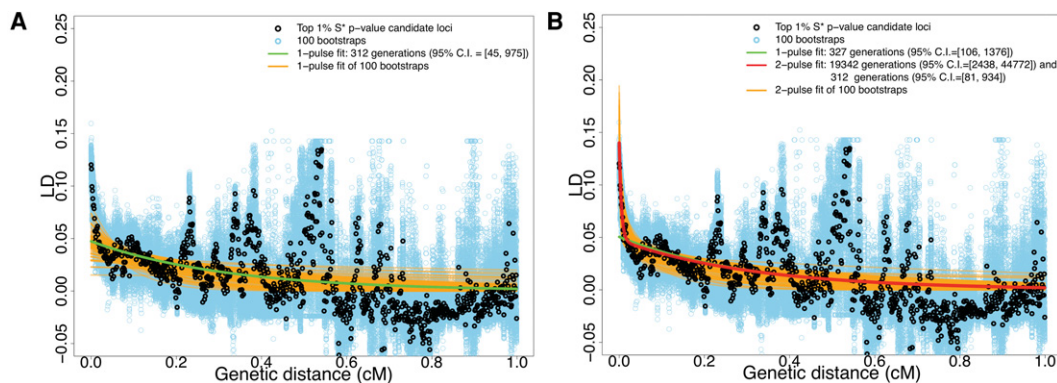 A
Top 1% S* p-value candidate loci
100 bootstraps
1-pulse fit: 312 generations (95% C.I. = [45, 975])
1-pulse fit of 100 bootstraps
LD
0.25
0.20
0.15
0.10
0.05
0.00
-0.05
0.0 0.2 0.4 0.6 0.8 1.0
Genetic distance (cM)
B
Top 1% S* p-value candidate loci
100 bootstraps
1-pulse fit: 327 generations (95% C.I.=[106, 1376])
2-pulse fit: 19342 generations (95% C.I.=[2438, 44772]) and
312 generations (95% C.I.=[81, 934])
2-pulse fit of 100 bootstraps
LD
0.25
0.20
0.15
0.10
0.05
0.00
-0.05
0.0 0.2 0.4 0.6 0.8 1.0
Genetic distance (cM)